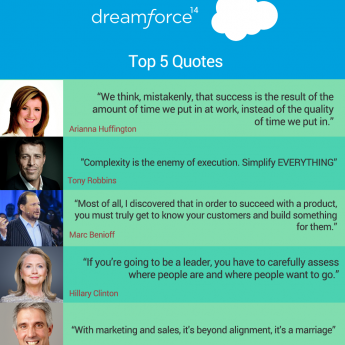 dreamforce14
Top 5 Quotes
“We think, mistakenly, that success is the result of the
amount of time we put in at work, instead of the quality
of time we put in.”
Arianna Huffington
“Complexity is the enemy of execution. Simplify EVERYTHING”
Tony Robbins
“Most of all, I discovered that in order to succeed with a product,
you must truly get to know your customers and build something
for them.”
Marc Benioff
“If you’re going to be a leader, you have to carefully assess
where people are and where people want to go.”
Hillary Clinton
“With marketing and sales, it’s beyond alignment, it’s a marriage”